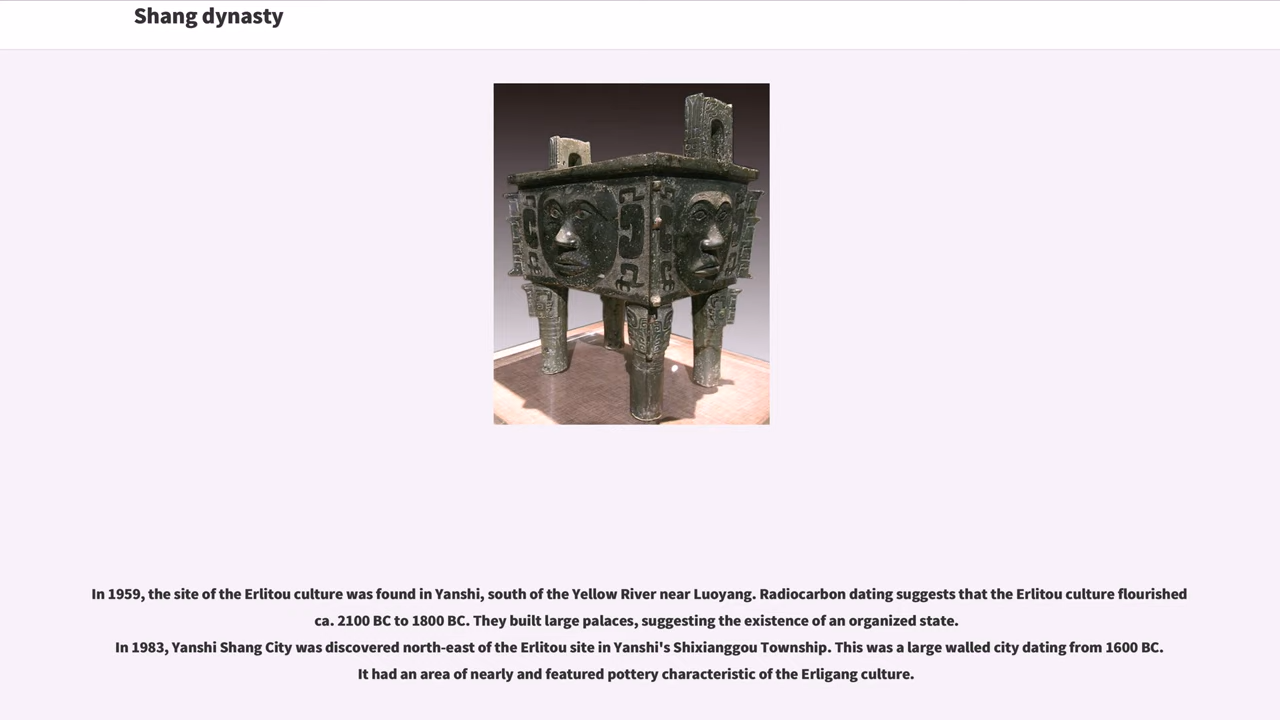 Shang dynasty
In 1959, the site of the Erlitou culture was found in Yanshi, south of the Yellow River near Luoyang. Radiocarbon dating suggests that the Erlitou culture flourished
ca. 2100 BC to 1800 BC. They built large palaces, suggesting the existence of an organized state.
In 1983, Yanshi Shang City was discovered north-east of the Erlitou site in Yanshi's Shixianggou Township. This was a large walled city dating from 1600 BC.
It had an area of nearly and featured pottery characteristic of the Erligang culture.